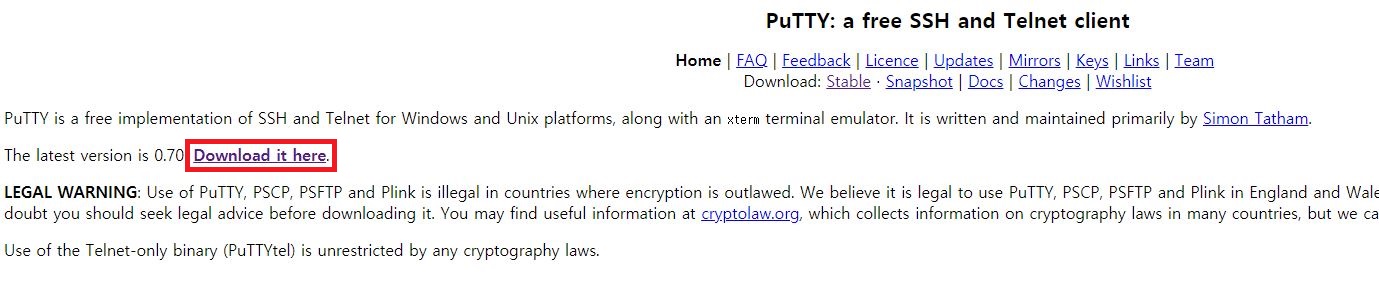 PuTTY: a free SSH and Telnet client
Home | FAQ | Feedback | Licence | Updates | Mirrors | Keys | Links | Team
Download: Stable · Snapshot | Docs | Changes | Wishlist
PuTTY is a free implementation of SSH and Telnet for Windows and Unix platforms, along with an xterm terminal emulator. It is written and maintained primarily by Simon Tatham.
The latest version is 0.70 Download it here.
LEGAL WARNING: Use of PuTTY, PSCP, PSFTP and Plink is illegal in countries where encryption is outlawed. We believe it is legal to use PuTTY, PSCP, PSFTP and Plink in England and Wale
doubt you should seek legal advice before downloading it. You may find useful information at cryptolaw.org, which collects information on cryptography laws in many countries, but we ca
Use of the Telnet-only binary (PuTTYtel) is unrestricted by any cryptography laws.